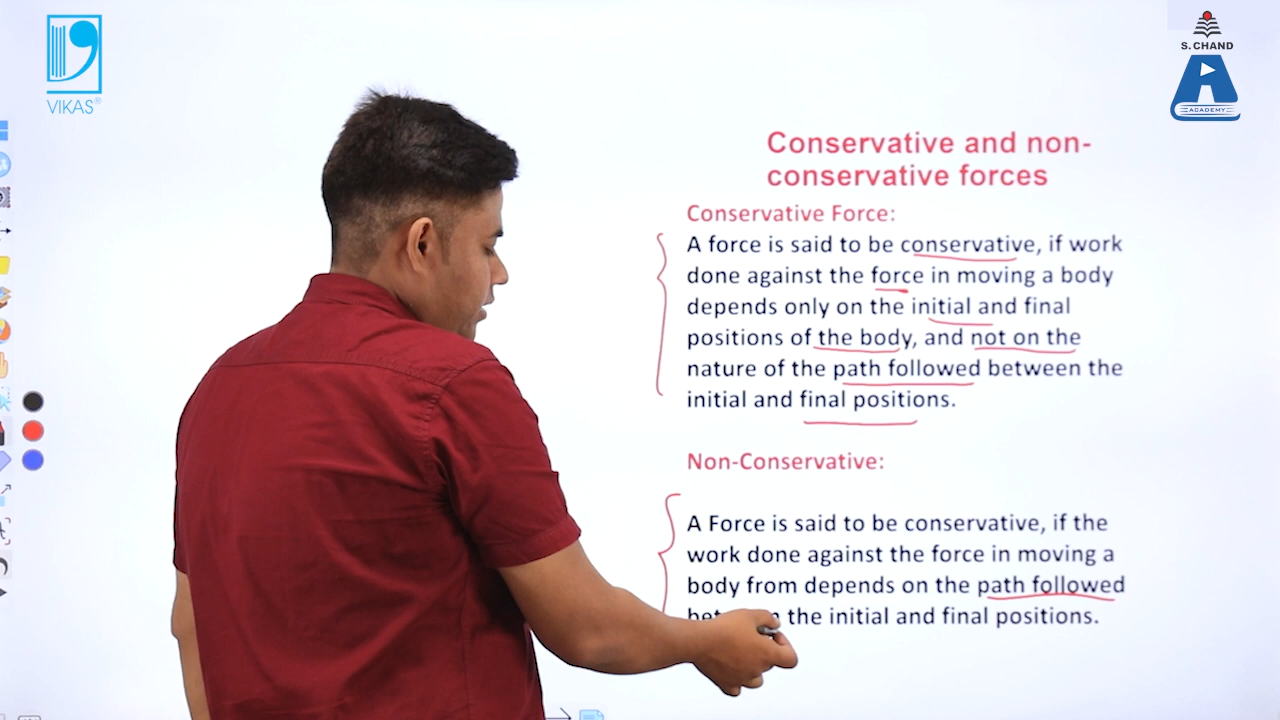 VIKAS®
S. CHAND
ACADEMY
Conservative and non-
conservative forces
Conservative Force:
A force is said to be conservative, if work
done against the force in moving a body
depends only on the initial and final
positions of the body, and not on the
nature of the path followed between the
initial and final positions.
Non-Conservative:
A Force is said to be conservative, if the
work done against the force in moving a
body from depends on the path followed
the initial and final positions.